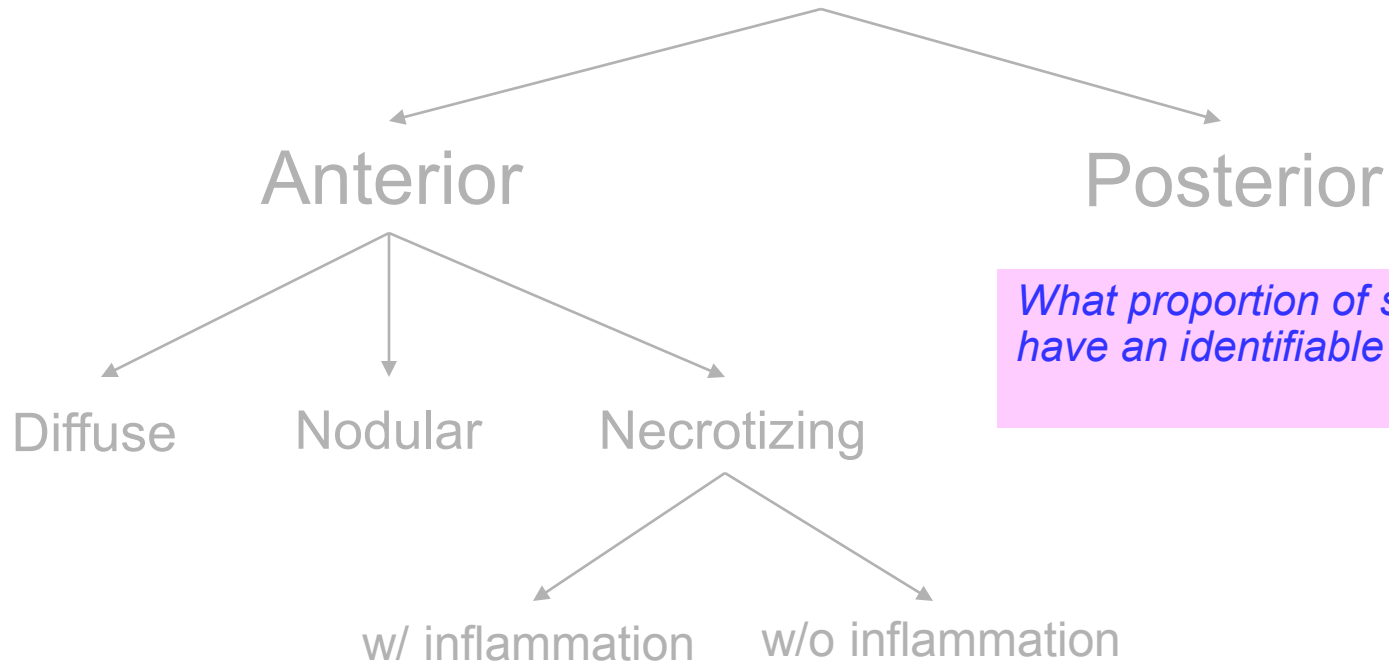 Anterior
Posterior
What proportion of
have an identifiable
Diffuse
Nodular
Necrotizing
w/ inflammation
w/o inflammation